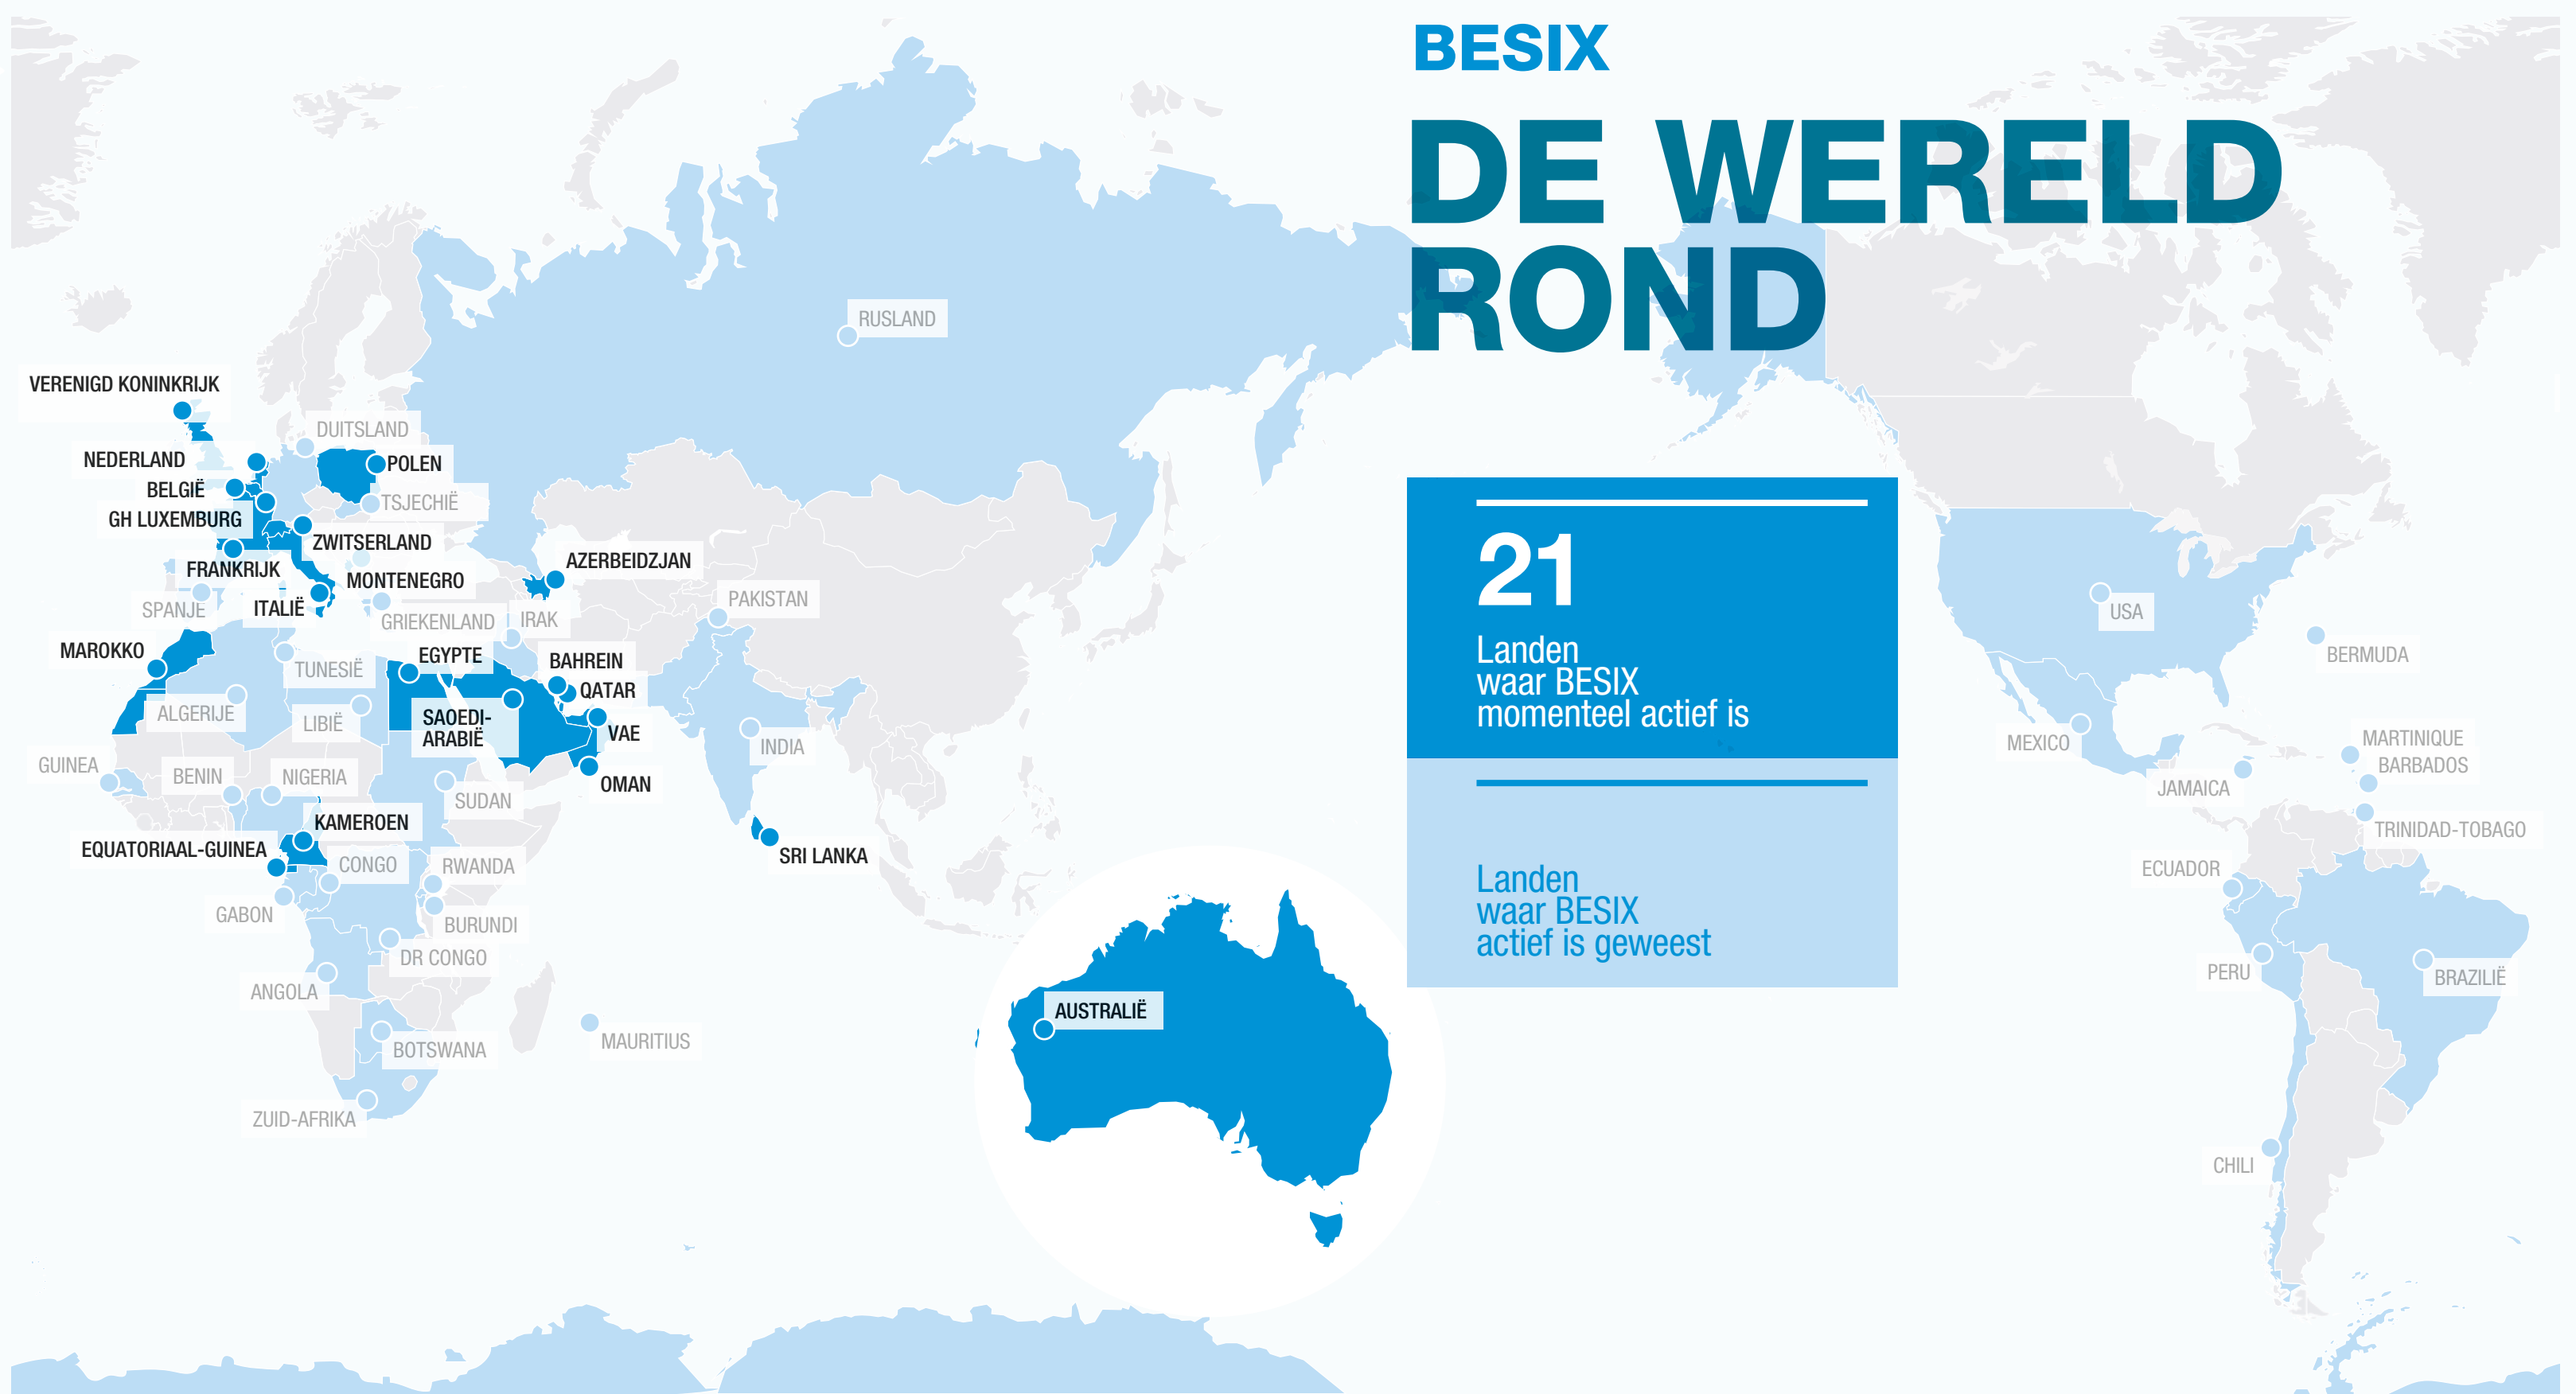 BESIX
DE WERELD
ROND
RUSLAND
VERENIGD KONINKRIJK
DUITSLAND
NEDERLAND
POLEN
BELGIË
TSJECHIË
GH LUXEMBURG
ZWITSERLAND
FRANKRIJK
MONTENEGRO
AZERBEIDZJAN
SPANJE
ITALIË
GRIEKENLAND
IRAK
PAKISTAN
MAROKKO
TUNESIË
EGYPTE
BAHREIN
QATAR
ALGERIJE
LIBIË
SAOEDI-
ARABIË
VAE
INDIA
OMAN
GUINEA
BENIN
NIGERIA
SUDAN
KAMEROEN
EQUATORIAAL-GUINEA
CONGO
RWANDA
SRI LANKA
GABON
BURUNDI
DR CONGO
ANGOLA
BOTSWANA
MAURITIUS
ZUID-AFRIKA
AUSTRALIË
21
Landen
waar BESIX
momenteel actief is
Landen
waar BESIX
actief is geweest
USA
BERMUDA
MEXICO
MARTINIQUE
BARBADOS
JAMAICA
TRINIDAD-TOBAGO
ECUADOR
PERU
BRAZILIË
CHILI